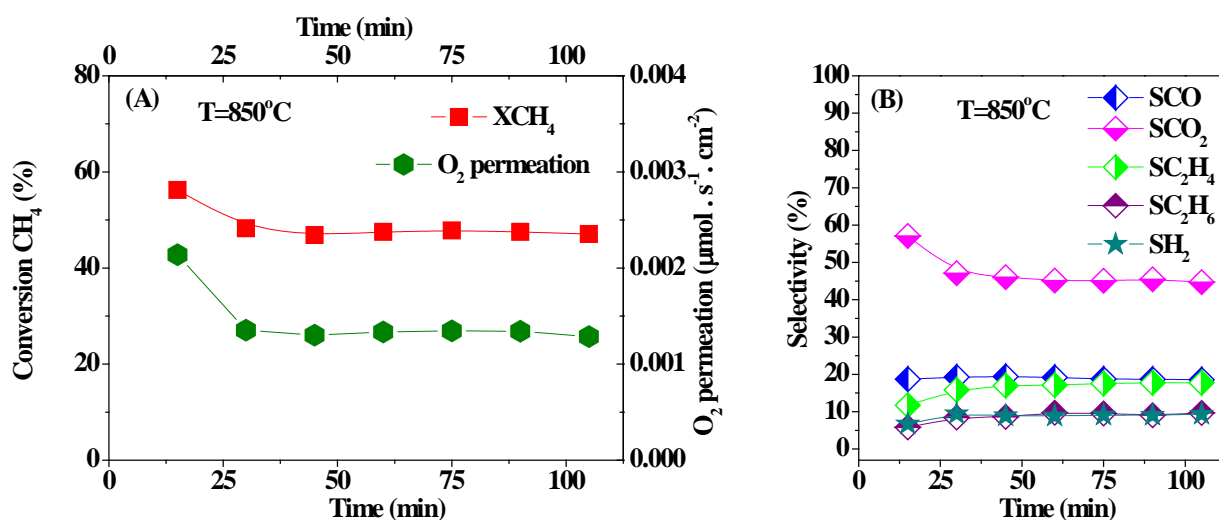 Time (min)
0 25 50 75 100
(A)
T=850°C
XCH₄
O₂ permeation
Conversion CH₄ (%)
80
60
40
20
0
O₂ permeation (μmol . s⁻¹ . cm⁻²)
0.004
0.003
0.002
0.001
0.000
0 25 50 75 100
Time (min)
(B)
T=850°C
SCO
SCO₂
SC₂H₄
SC₂H₆
SH₂
Selectivity (%)
100
90
80
70
60
50
40
30
20
10
0
0 25 50 75 100
Time (min)